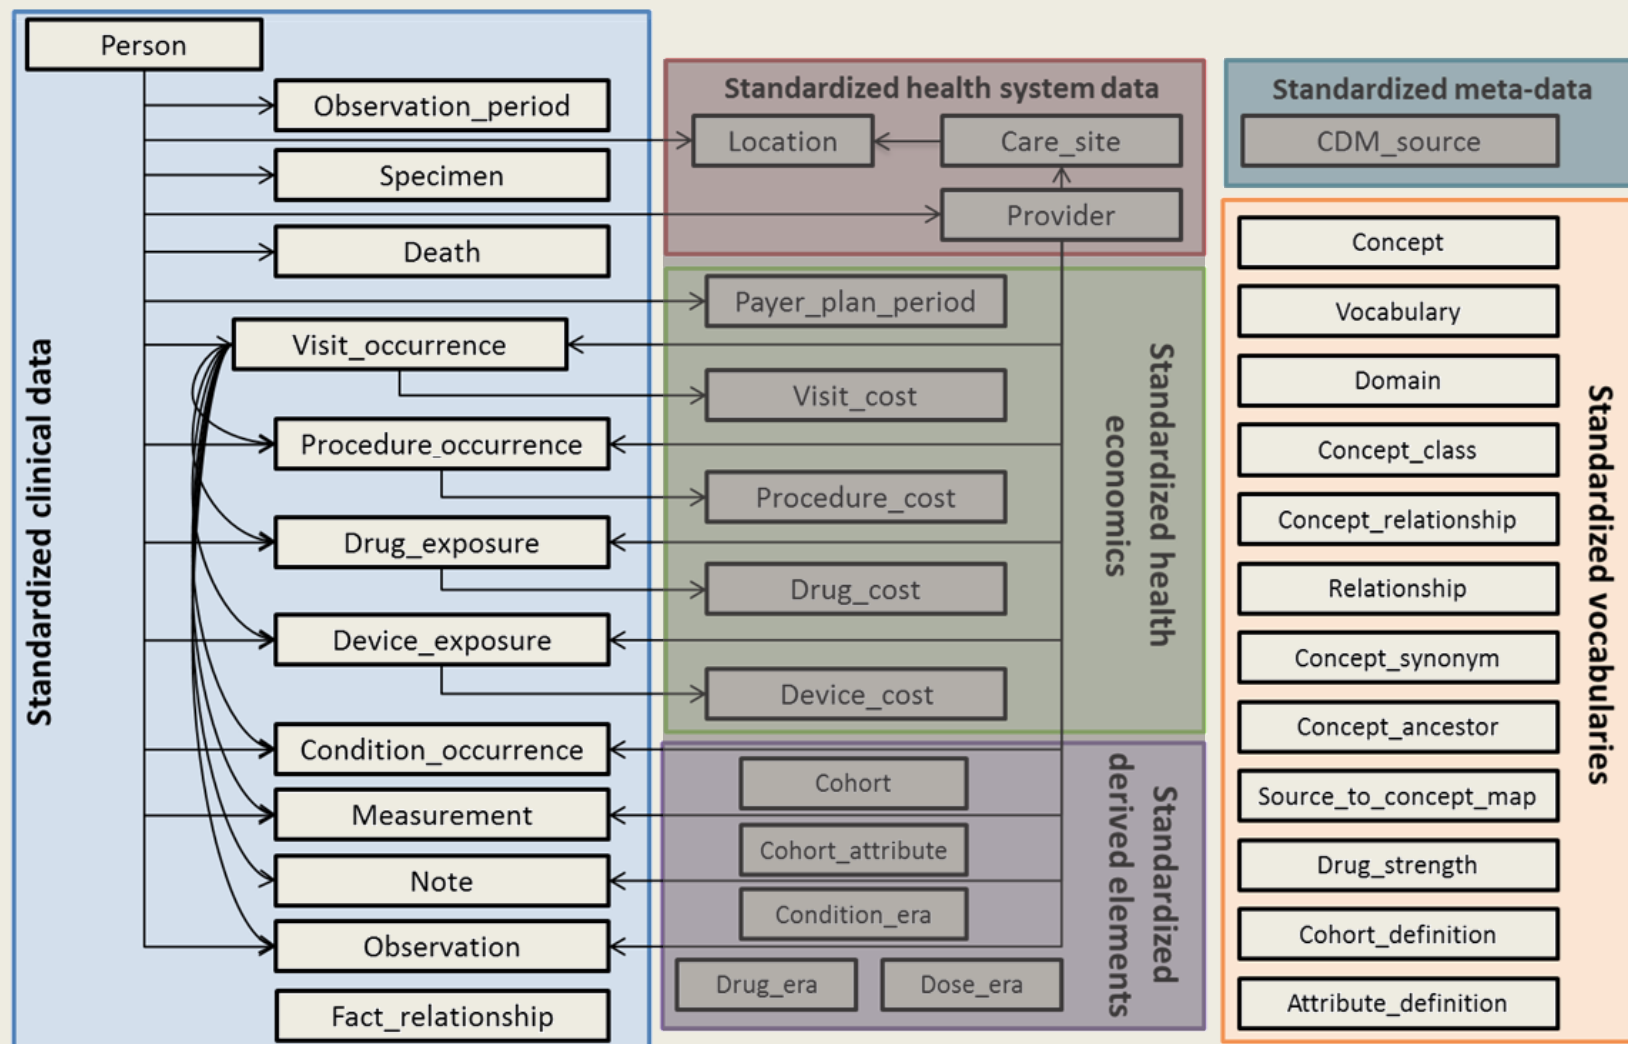 Person
Observation_period
Specimen
Death
Visit_occurrence
Procedure_occurrence
Drug_exposure
Device_exposure
Condition_occurrence
Measurement
Note
Observation
Fact_relationship
Standardized clinical data
Standardized health system data
Location
Care_site
Provider
Payer_plan_period
Visit_cost
Procedure_cost
Drug_cost
Device_cost
Standardized health
economics
Cohort
Cohort_attribute
Condition_era
Drug_era
Dose_era
Standardized
derived elements
Standardized meta-data
CDM_source
Concept
Vocabulary
Domain
Concept_class
Concept_relationship
Relationship
Concept_synonym
Concept_ancestor
Source_to_concept_map
Drug_strength
Cohort_definition
Attribute_definition
Standardized vocabularies